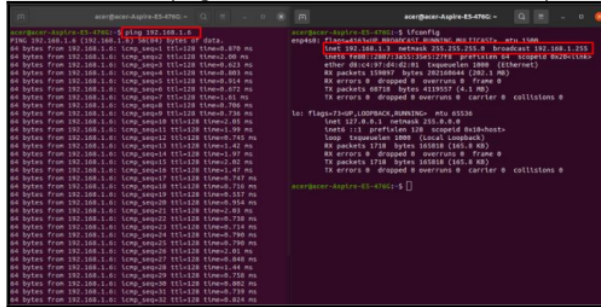 acer@acer-Aspire-E5-476G: ~
acer@acer-Aspire-E5-476G:~$ ping 192.168.1.6
PING 192.168.1.6 (192.168.1.6) 56(84) bytes of data.
64 bytes from 192.168.1.6: icmp_seq=1 ttl=128 time=0.870 ms
64 bytes from 192.168.1.6: icmp_seq=2 ttl=128 time=2.00 ms
64 bytes from 192.168.1.6: icmp_seq=3 ttl=128 time=0.623 ms
64 bytes from 192.168.1.6: icmp_seq=4 ttl=128 time=0.803 ms
64 bytes from 192.168.1.6: icmp_seq=5 ttl=128 time=0.914 ms
64 bytes from 192.168.1.6: icmp_seq=6 ttl=128 time=0.672 ms
64 bytes from 192.168.1.6: icmp_seq=7 ttl=128 time=1.61 ms
64 bytes from 192.168.1.6: icmp_seq=8 ttl=128 time=0.706 ms
64 bytes from 192.168.1.6: icmp_seq=9 ttl=128 time=0.736 ms
64 bytes from 192.168.1.6: icmp_seq=10 ttl=128 time=2.05 ms
64 bytes from 192.168.1.6: icmp_seq=11 ttl=128 time=1.99 ms
64 bytes from 192.168.1.6: icmp_seq=12 ttl=128 time=0.745 ms
64 bytes from 192.168.1.6: icmp_seq=13 ttl=128 time=1.42 ms
64 bytes from 192.168.1.6: icmp_seq=14 ttl=128 time=1.97 ms
64 bytes from 192.168.1.6: icmp_seq=15 ttl=128 time=2.02 ms
64 bytes from 192.168.1.6: icmp_seq=16 ttl=128 time=1.47 ms
64 bytes from 192.168.1.6: icmp_seq=17 ttl=128 time=0.747 ms
64 bytes from 192.168.1.6: icmp_seq=18 ttl=128 time=0.716 ms
64 bytes from 192.168.1.6: icmp_seq=19 ttl=128 time=0.557 ms
64 bytes from 192.168.1.6: icmp_seq=20 ttl=128 time=0.954 ms
64 bytes from 192.168.1.6: icmp_seq=21 ttl=128 time=2.03 ms
64 bytes from 192.168.1.6: icmp_seq=22 ttl=128 time=0.758 ms
64 bytes from 192.168.1.6: icmp_seq=23 ttl=128 time=0.714 ms
64 bytes from 192.168.1.6: icmp_seq=24 ttl=128 time=0.790 ms
64 bytes from 192.168.1.6: icmp_seq=25 ttl=128 time=0.790 ms
64 bytes from 192.168.1.6: icmp_seq=26 ttl=128 time=2.01 ms
64 bytes from 192.168.1.6: icmp_seq=27 ttl=128 time=0.848 ms
64 bytes from 192.168.1.6: icmp_seq=28 ttl=128 time=1.44 ms
64 bytes from 192.168.1.6: icmp_seq=29 ttl=128 time=0.758 ms
64 bytes from 192.168.1.6: icmp_seq=30 ttl=128 time=0.802 ms
64 bytes from 192.168.1.6: icmp_seq=31 ttl=128 time=0.739 ms
64 bytes from 192.168.1.6: icmp_seq=32 ttl=128 time=0.824 ms
acer@acer-Aspire-E5-476G: ~
acer@acer-Aspire-E5-476G:~$ ifconfig
enp4s0: flags=4163<UP,BROADCAST,RUNNING,MULTICAST> mtu 1500
inet 192.168.1.3 netmask 255.255.255.0 broadcast 192.168.1.255
inet6 prefixlen 64 scopeid 0x20<link>
ether txqueuelen 1000 (Ethernet)
RX packets 159897 bytes 202168644 (202.1 MB)
RX errors 0 dropped 0 overruns 0 frame 0
TX packets 68718 bytes 4119557 (4.1 MB)
TX errors 0 dropped 0 overruns 0 carrier 0 collisions 0
lo: flags=73<UP,LOOPBACK,RUNNING> mtu 65536
inet 127.0.0.1 netmask 255.0.0.0
inet6 ::1 prefixlen 128 scopeid 0x10<host>
loop txqueuelen 1000 (Local Loopback)
RX packets 1718 bytes 165818 (165.8 KB)
RX errors 0 dropped 0 overruns 0 frame 0
TX packets 1718 bytes 165818 (165.8 KB)
TX errors 0 dropped 0 overruns 0 carrier 0 collisions 0
acer@acer-Aspire-E5-476G:~$